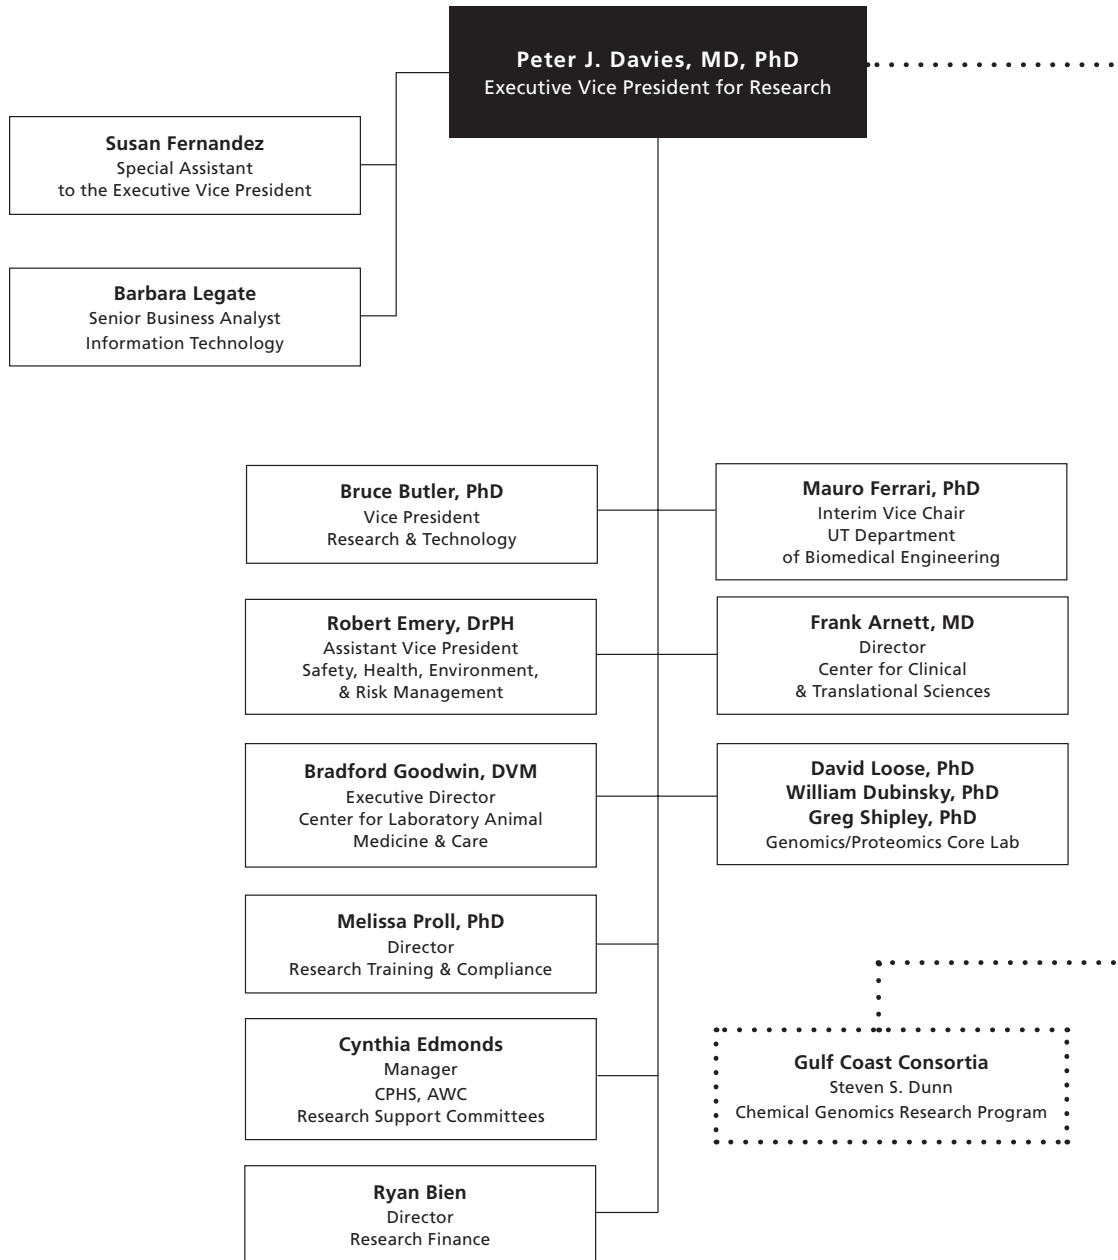 Peter J. Davies, MD, PhD
Executive Vice President for Research
Susan Fernandez
Special Assistant
to the Executive Vice President
Barbara Legate
Senior Business Analyst
Information Technology
Bruce Butler, PhD
Vice President
Research & Technology
Mauro Ferrari, PhD
Interim Vice Chair
UT Department
of Biomedical Engineering
Robert Emery, DrPH
Assistant Vice President
Safety, Health, Environment,
& Risk Management
Frank Arnett, MD
Director
Center for Clinical
& Translational Sciences
Bradford Goodwin, DVM
Executive Director
Center for Laboratory Animal
Medicine & Care
David Loose, PhD
William Dubinsky, PhD
Greg Shipley, PhD
Genomics/Proteomics Core Lab
Melissa Proll, PhD
Director
Research Training & Compliance
Cynthia Edmonds
Manager
CPHS, AWC
Research Support Committees
Gulf Coast Consortia
Steven S. Dunn
Chemical Genomics Research Program
Ryan Bien
Director
Research Finance